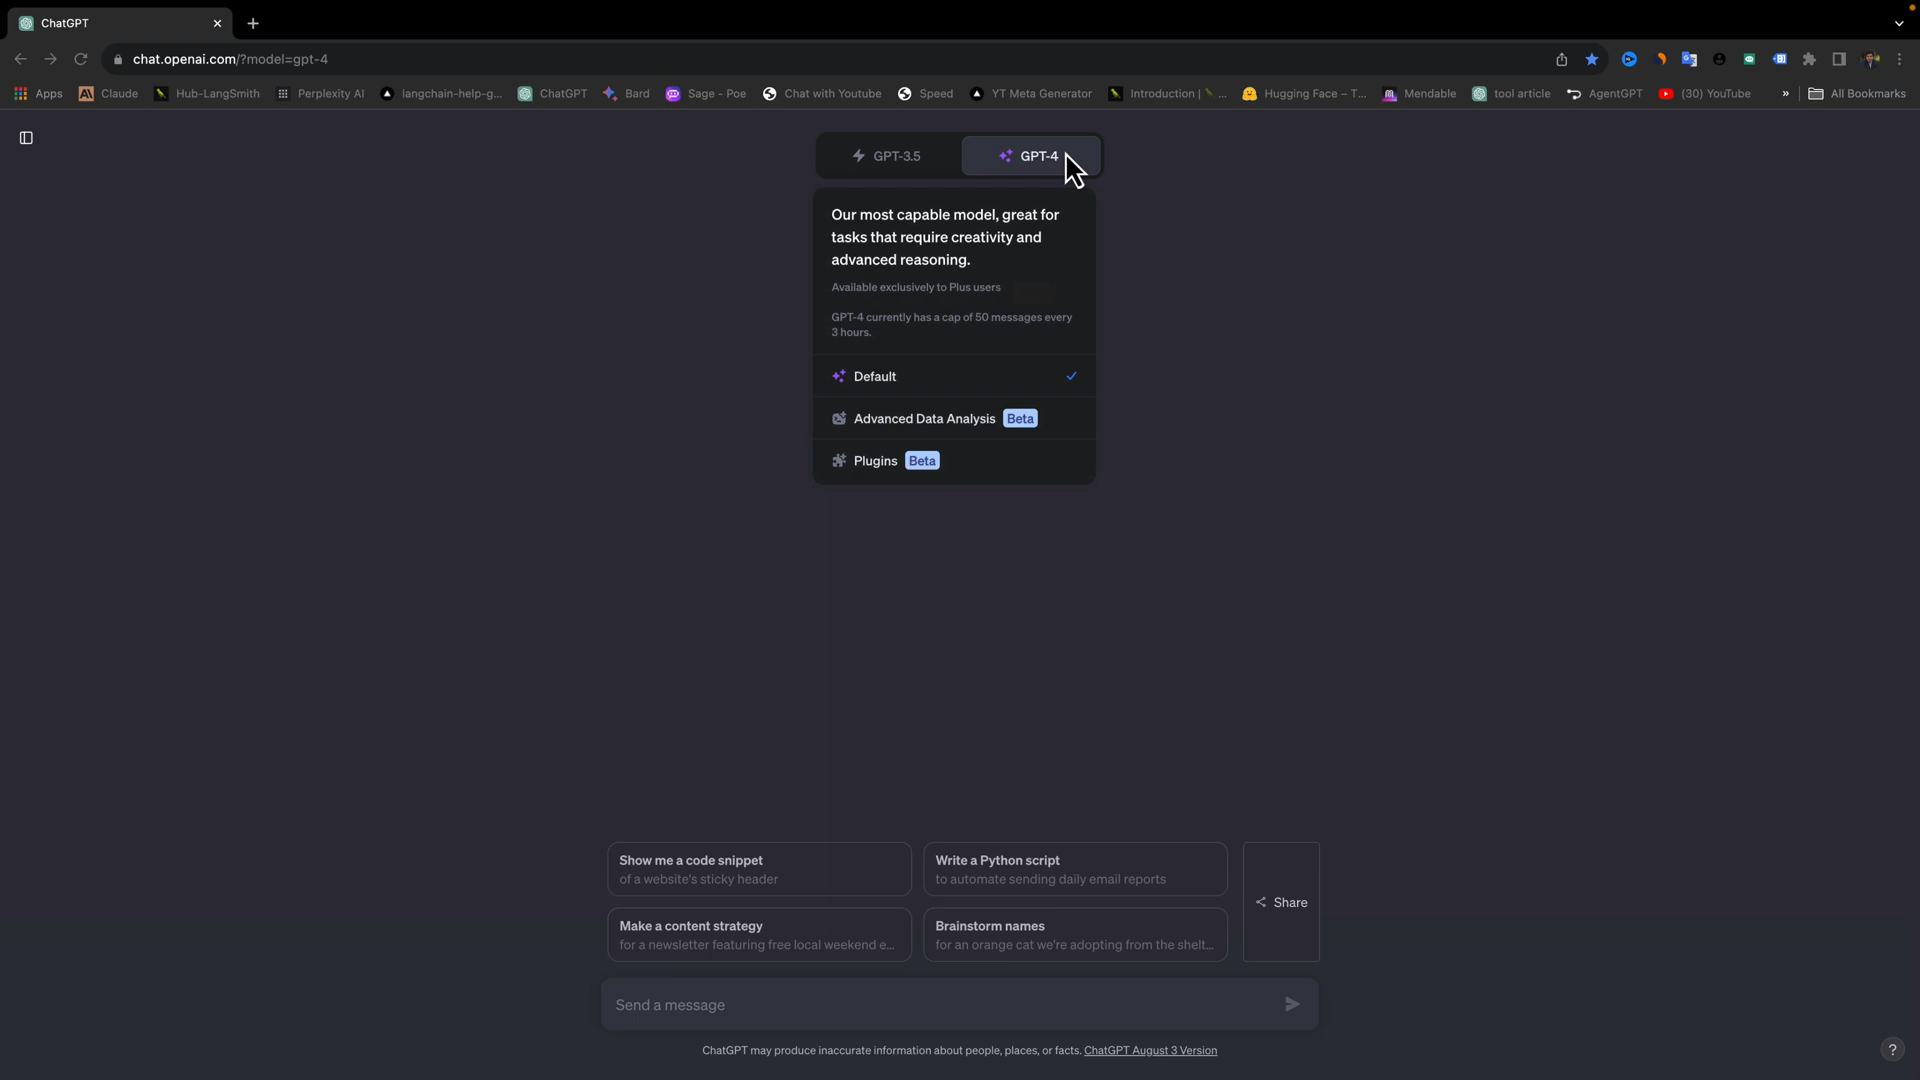 ChatGPT
chat.openai.com/?model=gpt-4
Apps Claude Hub-LangSmith Perplexity AI langchain-help-g... ChatGPT Bard Sage - Poe Chat with Youtube Speed YT Meta Generator Introduction | ... Hugging Face – T... Mendable tool article AgentGPT (30) YouTube » All Bookmarks
GPT-3.5 GPT-4
Our most capable model, great for
tasks that require creativity and
advanced reasoning.
Available exclusively to Plus users
GPT-4 currently has a cap of 50 messages every
3 hours.
Default
Advanced Data Analysis Beta
Plugins Beta
Show me a code snippet
of a website's sticky header
Write a Python script
to automate sending daily email reports
Make a content strategy
for a newsletter featuring free local weekend e...
Brainstorm names
for an orange cat we're adopting from the shelt...
Share
Send a message
ChatGPT may produce inaccurate information about people, places, or facts. ChatGPT August 3 Version
?